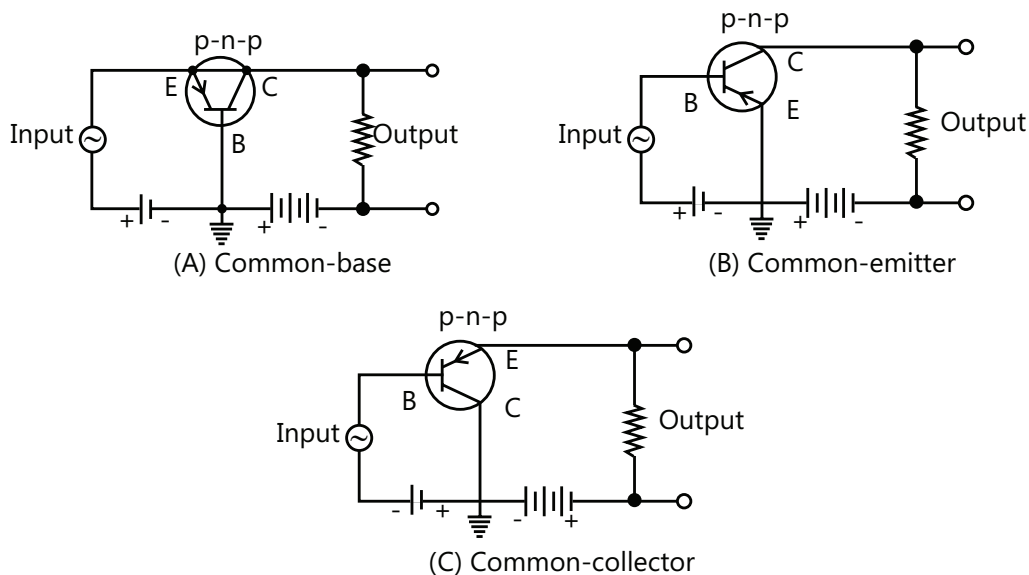 p-n-p
E
C
B
Input
Output
+
-
+
-
(A) Common-base
p-n-p
C
B
E
Input
Output
+
-
+
-
(B) Common-emitter
p-n-p
E
B
C
Input
Output
-
+
-
+
(C) Common-collector